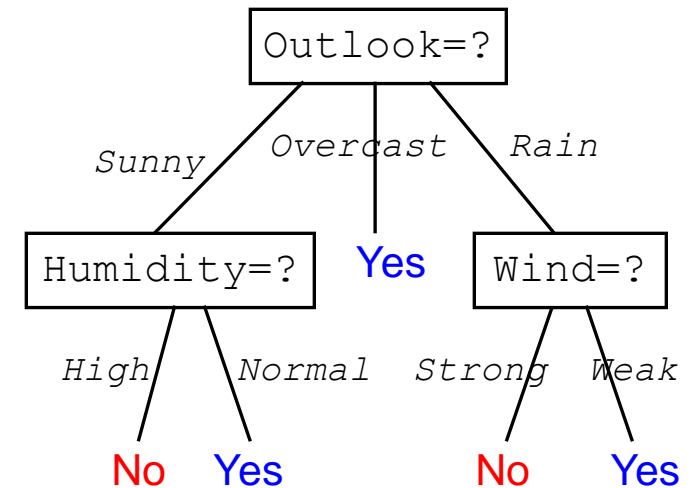 Outlook=?
Sunny Overcast Rain
Humidity=? Yes Wind=?
High Normal Strong Weak
No Yes No Yes